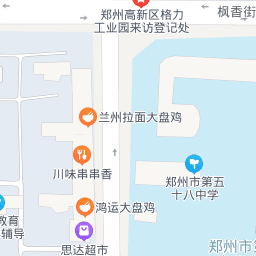 郑州高新区格力
工业园来访登记处
枫香街
兰州拉面大盘鸡
川味串串香
郑州市第五
十八中学
鸿运大盘鸡
教育
辅导
思达超市
郑州市第